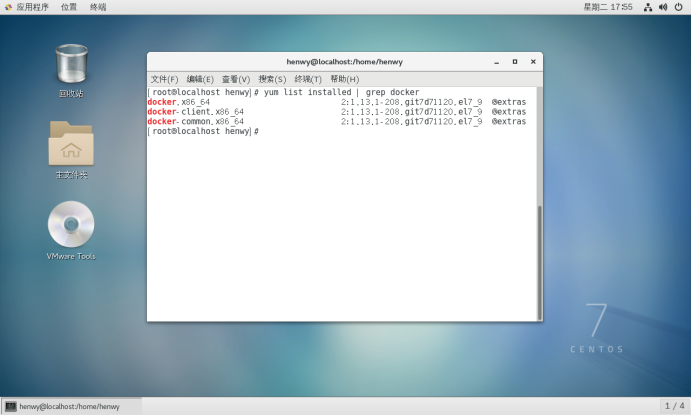 应用程序 位置 终端 星期二 17:55
回收站
主文件夹
VMware Tools
henwy@localhost:/home/henwy
文件(F) 编辑(E) 查看(V) 搜索(S) 终端(T) 帮助(H)
[root@localhost henwy]# yum list installed | grep docker
docker.x86_64 2:1.13.1-208.git7d71120.el7_9 @extras
docker-client.x86_64 2:1.13.1-208.git7d71120.el7_9 @extras
docker-common.x86_64 2:1.13.1-208.git7d71120.el7_9 @extras
[root@localhost henwy]#
7
CENTOS
henwy@localhost:/home/henwy 1 / 4